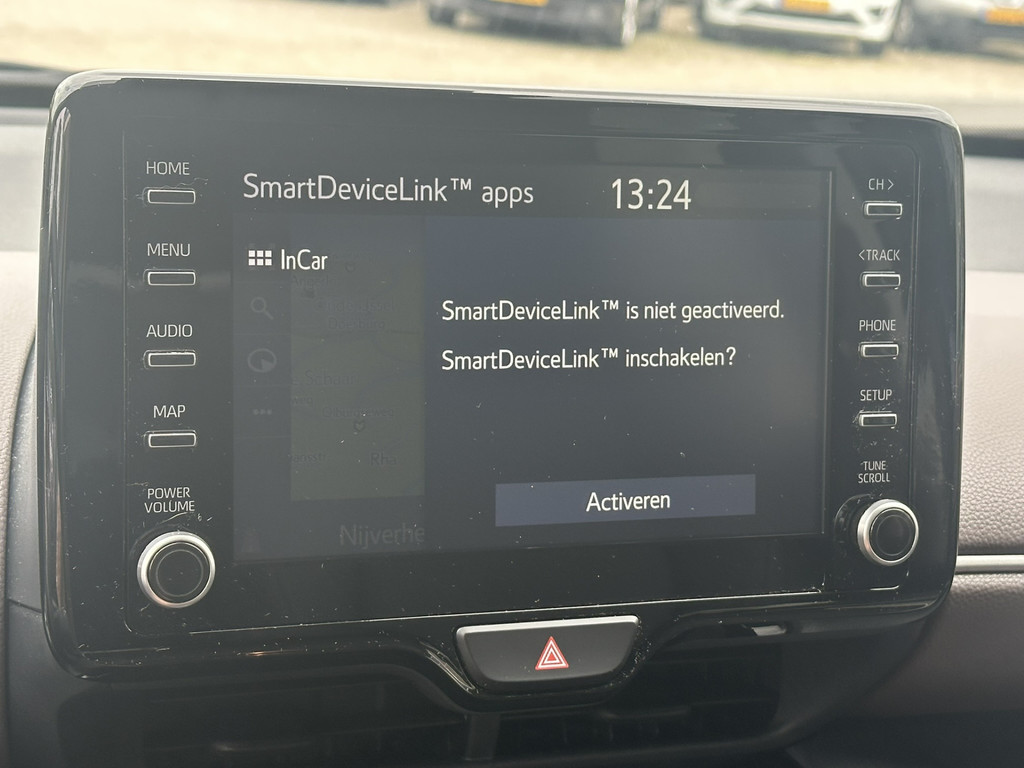 HOME
SmartDeviceLink™ apps
13:24
CH>
MENU
InCar
<TRACK
SmartDeviceLink™ is niet geactiveerd.
AUDIO
PHONE
SmartDeviceLink™ inschakelen?
MAP
SETUP
TUNE
SCROLL
POWER
VOLUME
Activeren
Nijverhe